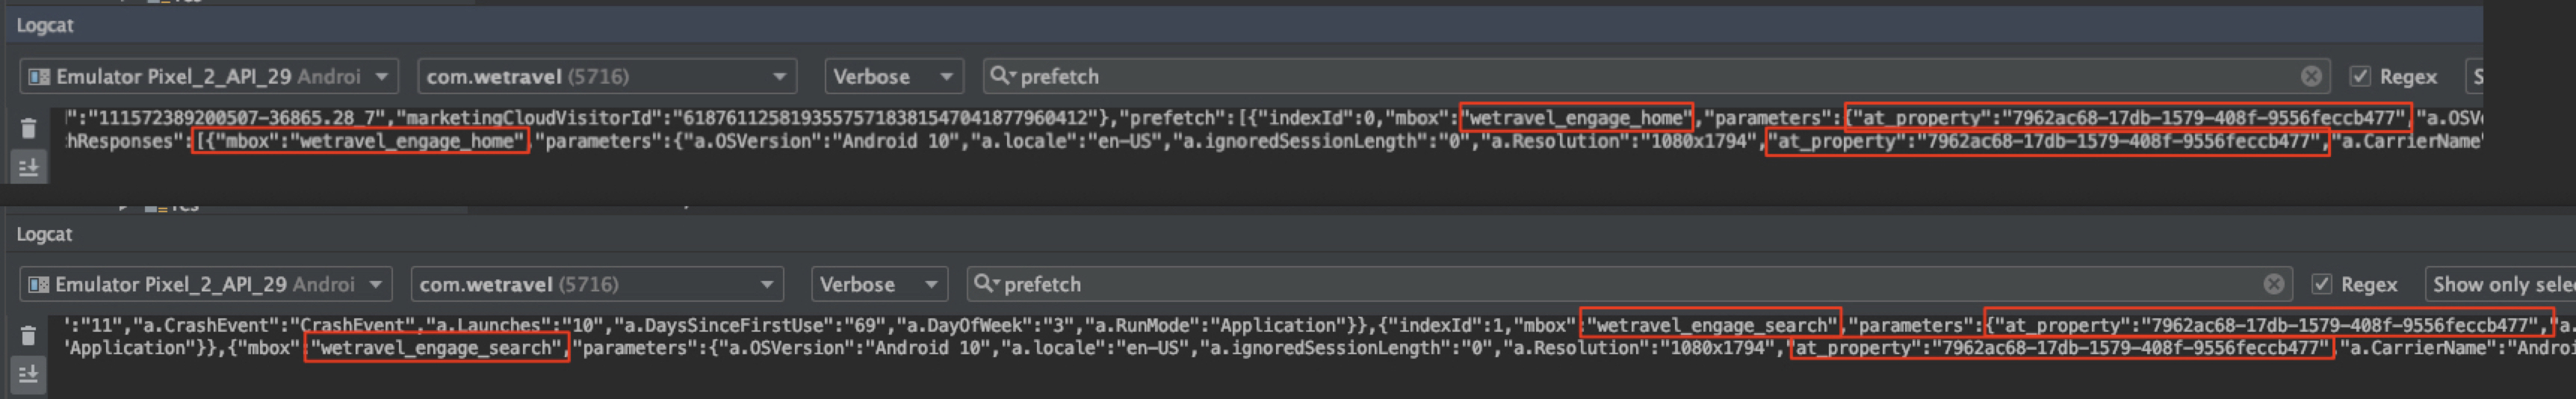 Logcat
Emulator Pixel_2_API_29 Androi com.wetravel (5716) Verbose prefetch Regex S
":"111572389200507-36865.28_7","marketingCloudVisitorId":"61876112581935575718381547041877960412"},"prefetch":[{"indexId":0,"mbox":"wetravel_engage_home","parameters":{"at_property":"7962ac68-17db-1579-408f-9556feccb477","a.OSV
hResponses":[{"mbox":"wetravel_engage_home","parameters":{"a.OSVersion":"Android 10","a.locale":"en-US","a.ignoredSessionLength":"0","a.Resolution":"1080x1794","at_property":"7962ac68-17db-1579-408f-9556feccb477","a.CarrierName"
Logcat
Emulator Pixel_2_API_29 Androi com.wetravel (5716) Verbose prefetch Regex Show only selec
":"11","a.CrashEvent":"CrashEvent","a.Launches":"10","a.DaysSinceFirstUse":"69","a.DayOfWeek":"3","a.RunMode":"Application"}},{"indexId":1,"mbox":"wetravel_engage_search","parameters":{"at_property":"7962ac68-17db-1579-408f-9556feccb477","a.
"Application"}},{"mbox":"wetravel_engage_search","parameters":{"a.OSVersion":"Android 10","a.locale":"en-US","a.ignoredSessionLength":"0","a.Resolution":"1080x1794","at_property":"7962ac68-17db-1579-408f-9556feccb477","a.CarrierName":"Androi